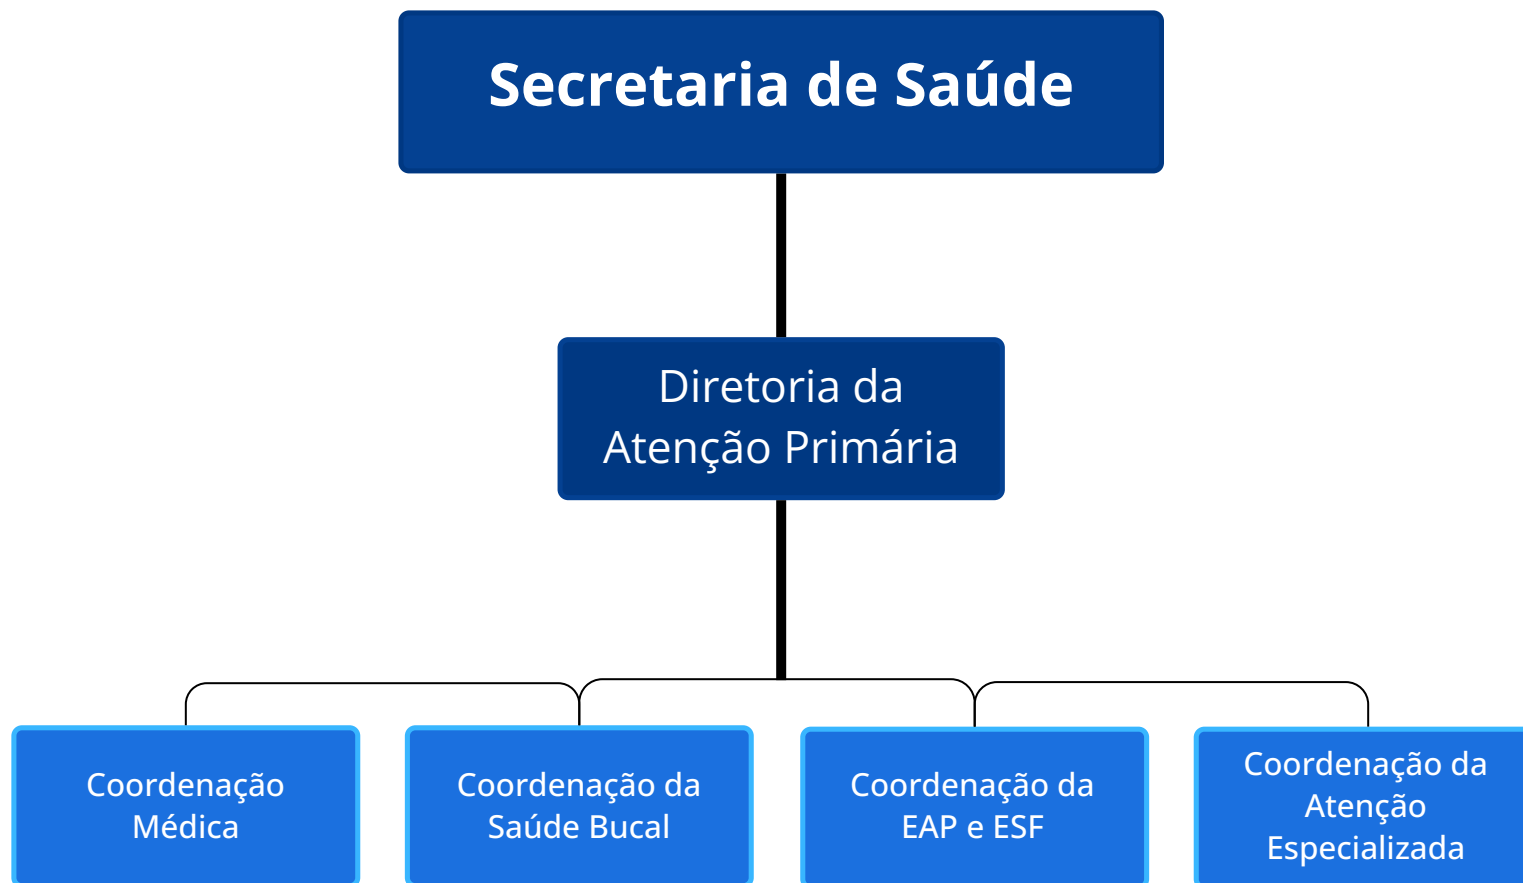 Secretaria de Saúde
Diretoria da
Atenção Primária
Coordenação
Médica
Coordenação da
Saúde Bucal
Coordenação da
EAP e ESF
Coordenação da
Atenção
Especializada